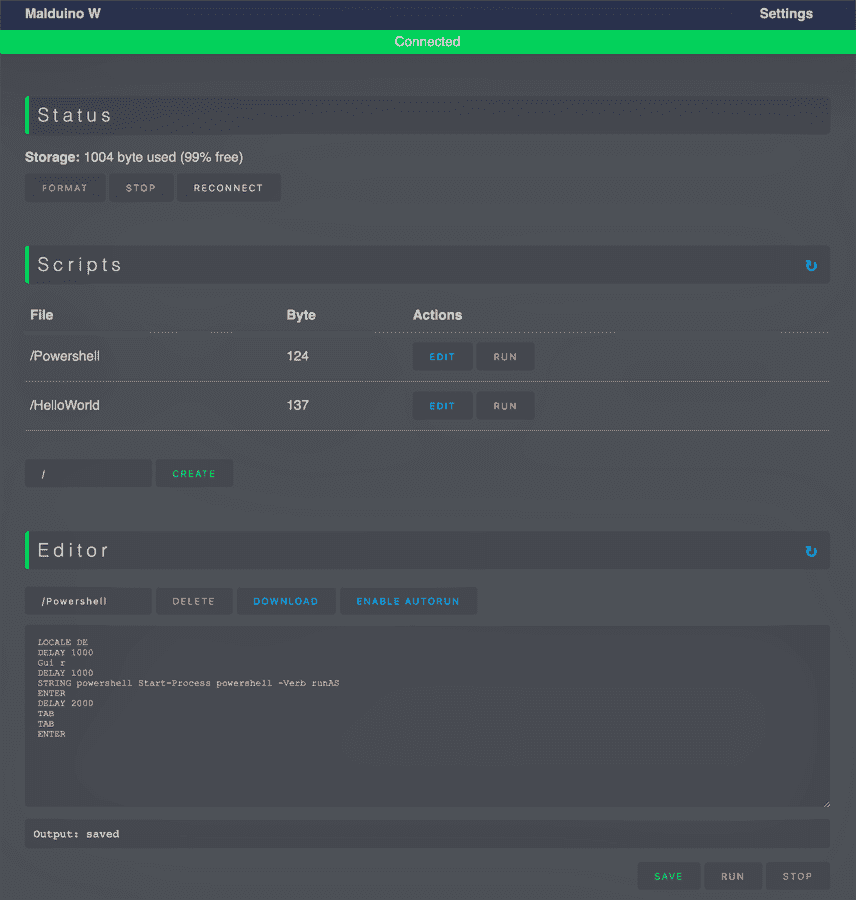 Malduino W Settings
Connected
Status
Storage: 1004 byte used (99% free)
FORMAT STOP RECONNECT
Scripts ↻
File Byte Actions
/Powershell 124 EDIT RUN
/HelloWorld 137 EDIT RUN
/ CREATE
Editor ↻
/Powershell DELETE DOWNLOAD ENABLE AUTORUN
LOCALE DE
DELAY 1000
Gui r
DELAY 1000
STRING powershell Start-Process powershell -Verb runAS
ENTER
DELAY 2000
TAB
TAB
ENTER
Output: saved
SAVE RUN STOP